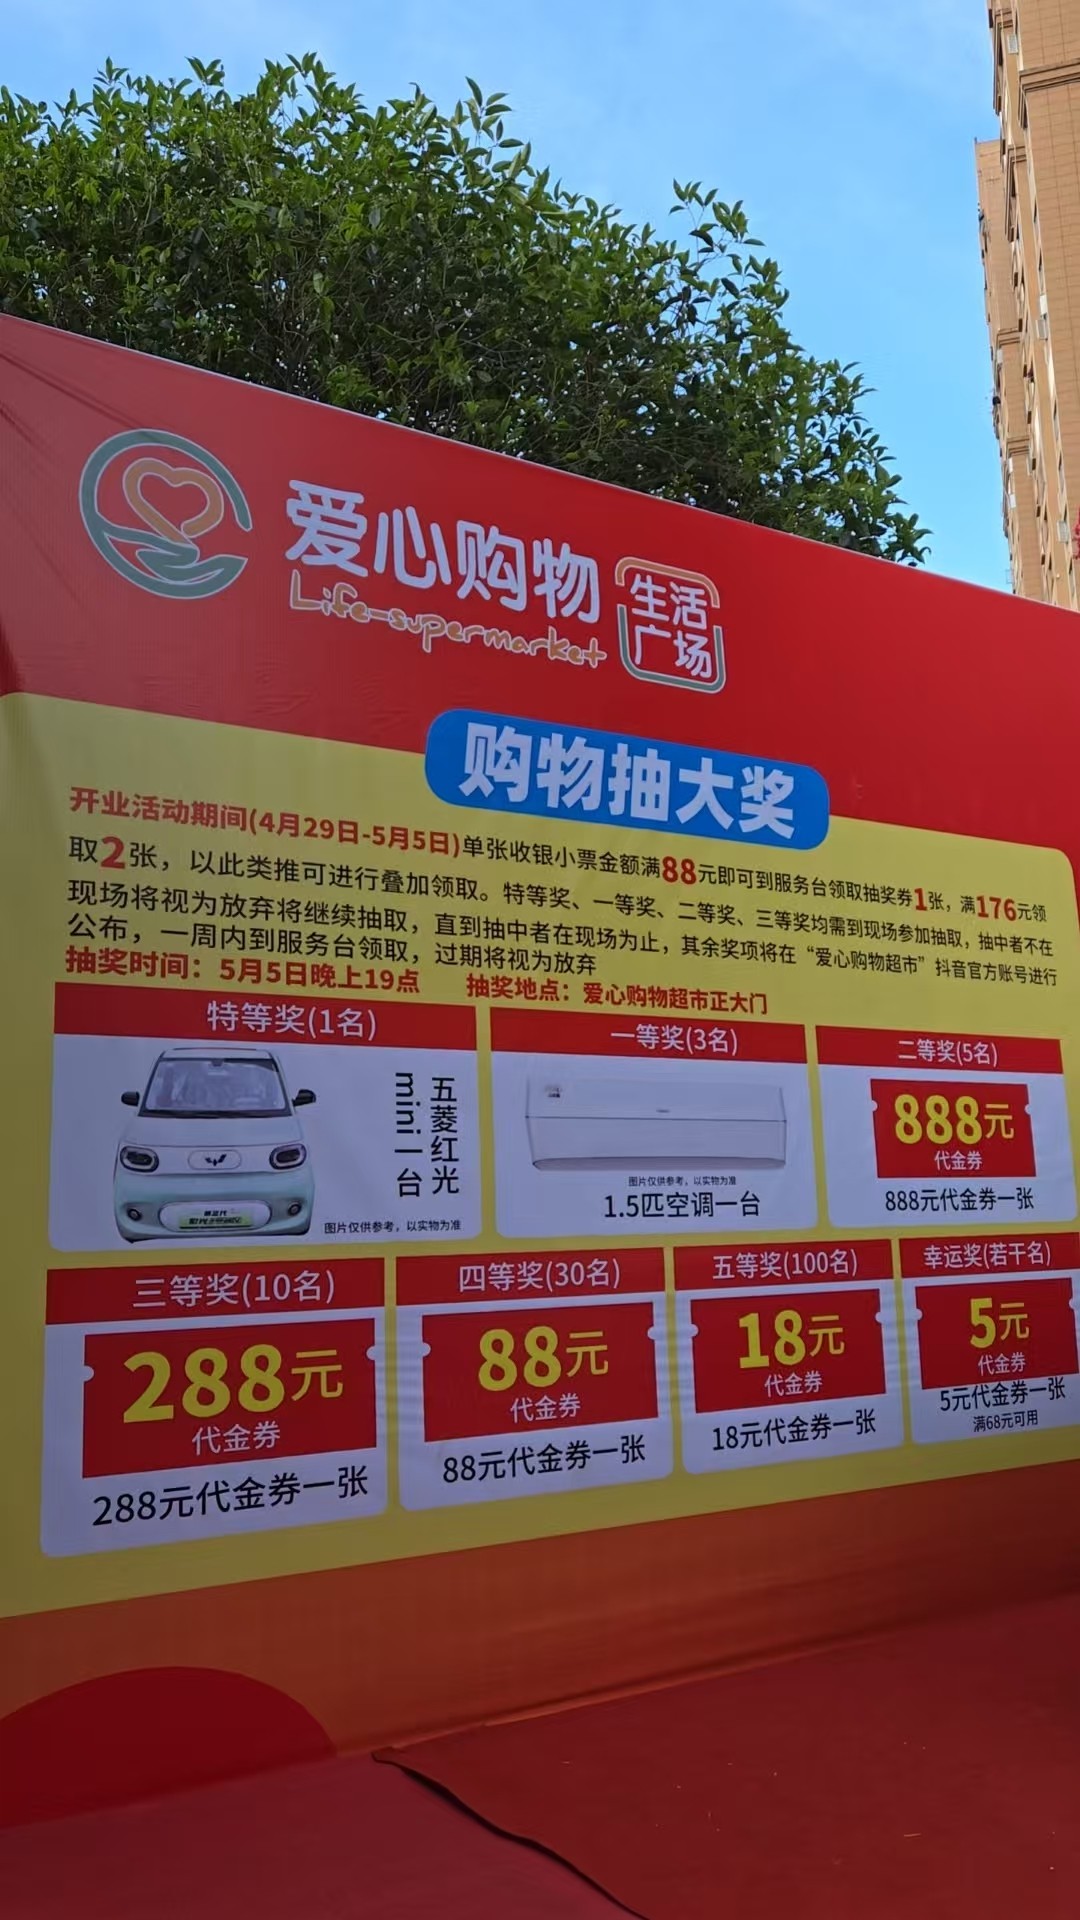 爱心购物
Life-supermarket
生活
广场
购物抽大奖
开业活动期间(4月29日-5月5日)单张收银小票金额满88元即可到服务台领取抽奖券1张，满176元领
取2张，以此类推可进行叠加领取。特等奖、一等奖、二等奖、三等奖均需到现场参加抽取，抽中者不在
现场将视为放弃将继续抽取，直到抽中者在现场为止，其余奖项将在“爱心购物超市”抖音官方账号进行
公布，一周内到服务台领取，过期将视为放弃
抽奖时间：5月5日晚上19点 抽奖地点：爱心购物超市正大门
特等奖(1名)
五菱红光
mini一台
图片仅供参考，以实物为准
一等奖(3名)
图片仅供参考，以实物为准
1.5匹空调一台
二等奖(5名)
888元
代金券
888元代金券一张
三等奖(10名)
288元
代金券
288元代金券一张
四等奖(30名)
88元
代金券
88元代金券一张
五等奖(100名)
18元
代金券
18元代金券一张
幸运奖(若干名)
5元
代金券
5元代金券一张
满68元可用